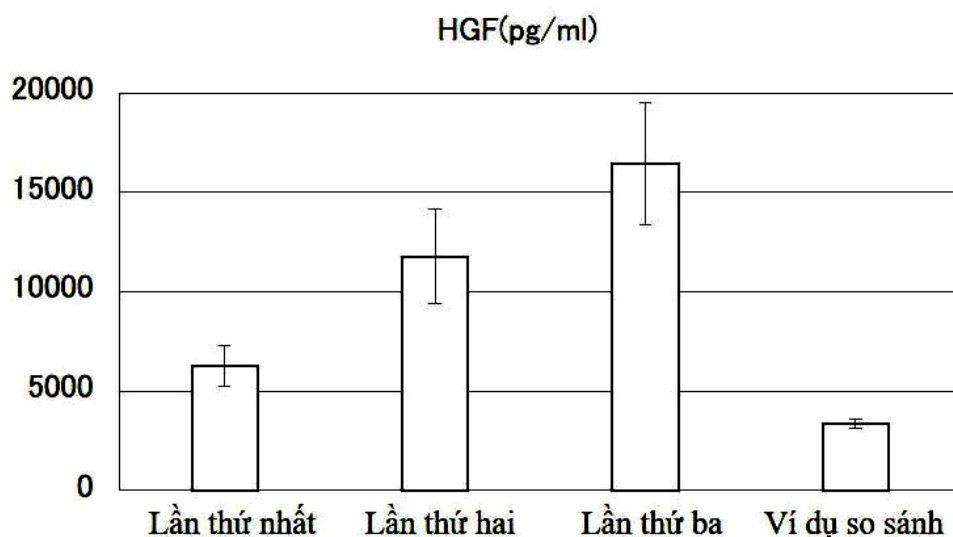 HGF(pg/ml)
20000
15000
10000
5000
0
Lần thứ nhất Lần thứ hai Lần thứ ba Ví dụ so sánh